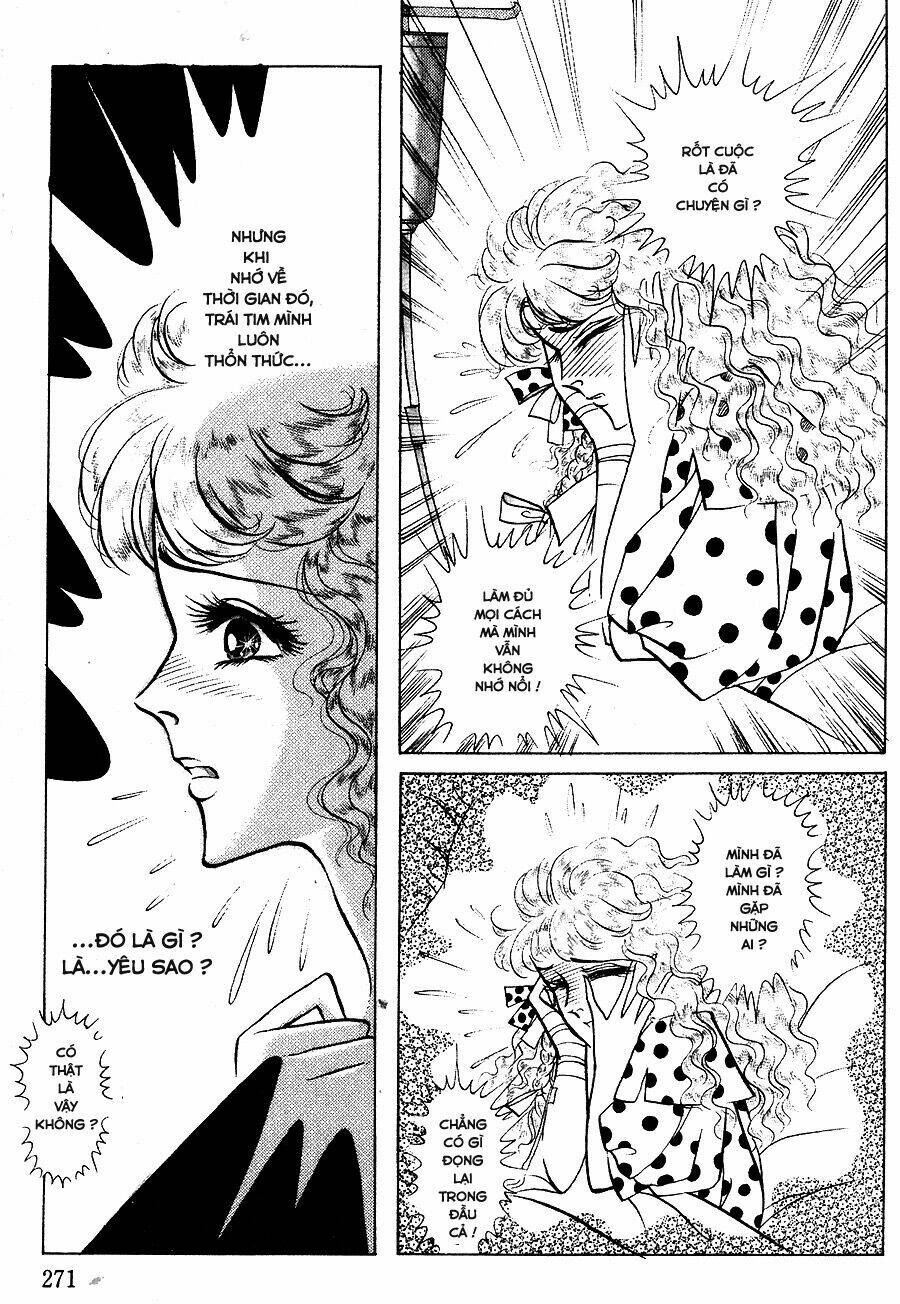 RỐT CUỘC
LÀ ĐÃ
CÓ
CHUYỆN GÌ ?
LÀM ĐỦ
MỌI CÁCH
MÀ MÌNH
VẪN
KHÔNG
NHỚ NỔI !
MÌNH ĐÃ
LÀM GÌ ?
MÌNH ĐÃ
GẶP
NHỮNG
AI ?
CHẲNG
CÓ GÌ
ĐỌNG
LẠI
TRONG
ĐẦU
CẢ !
NHƯNG
KHI
NHỚ VỀ
THỜI GIAN ĐÓ,
TRÁI TIM MÌNH
LUÔN
THỔN THỨC...
...ĐÓ LÀ GÌ ?
LÀ...YÊU SAO ?
CÓ
THẬT
LÀ
VẬY
KHÔNG ?
271